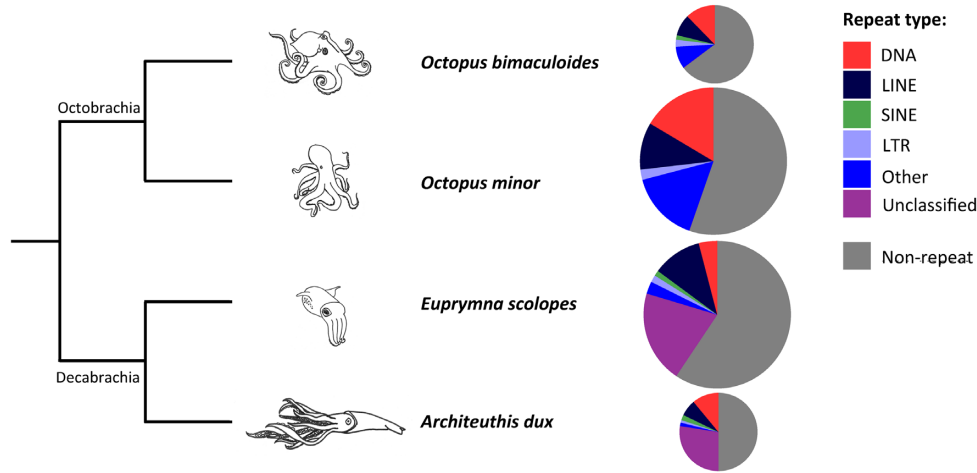 Repeat type:
DNA
LINE
SINE
LTR
Other
Unclassified
Non-repeat
Octobrachia
Decabrachia
Octopus bimaculoides
Octopus minor
Euprymna scolopes
Architeuthis dux